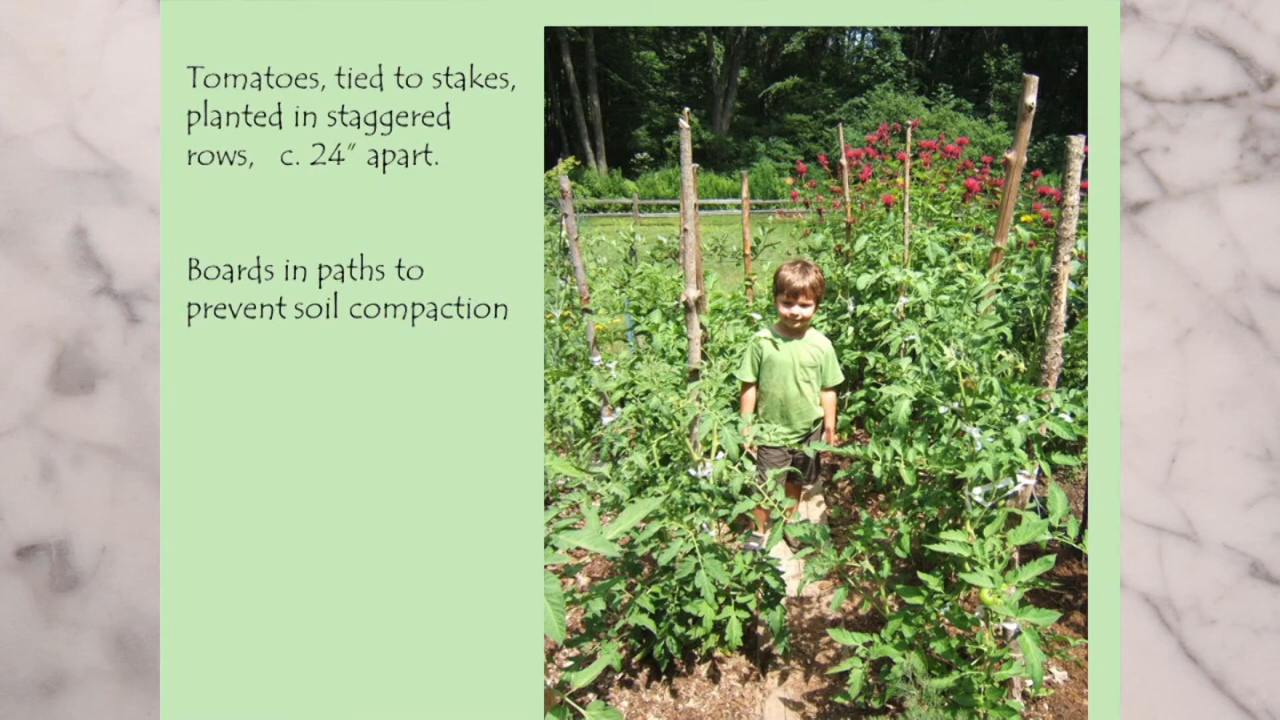 Tomatoes, tied to stakes,
planted in staggered
rows, c. 24” apart.
Boards in paths to
prevent soil compaction